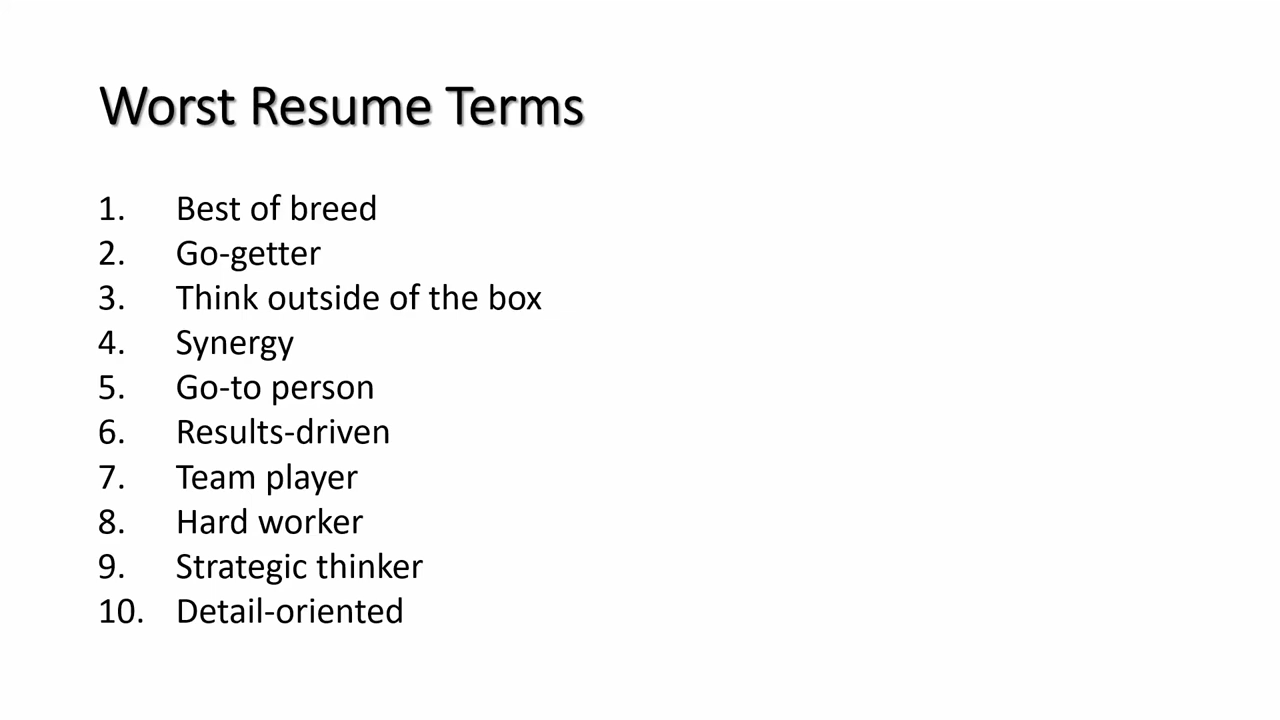 Worst Resume Terms
1. Best of breed
2. Go-getter
3. Think outside of the box
4. Synergy
5. Go-to person
6. Results-driven
7. Team player
8. Hard worker
9. Strategic thinker
10. Detail-oriented